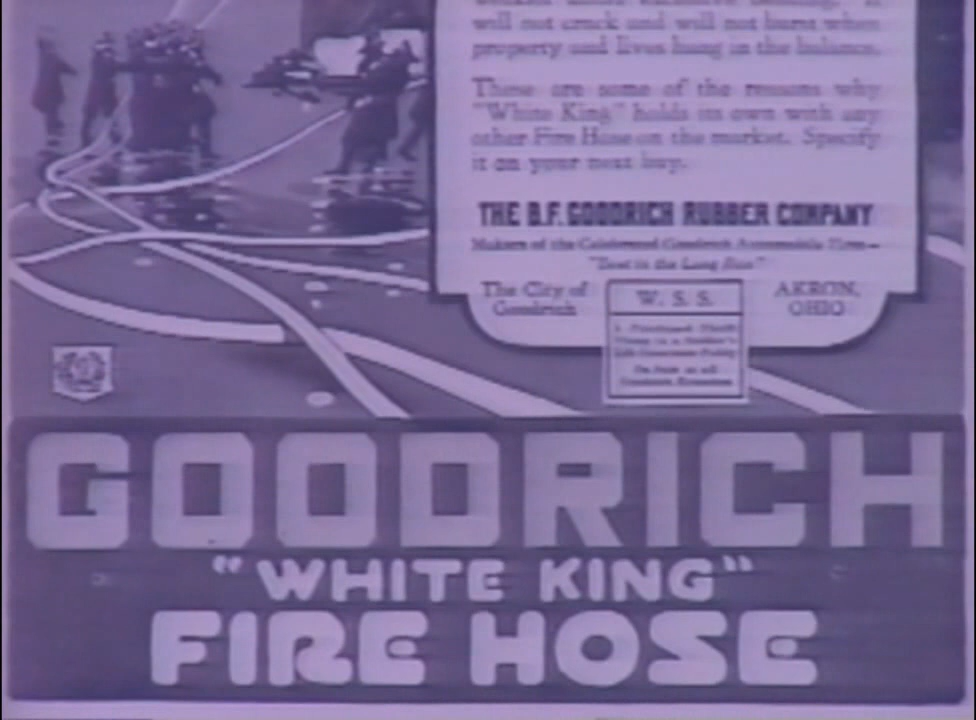 will not crack and will not burst when
property and lives hang in the balance.
These are some of the reasons why
"White King" holds its own with any
other Fire Hose on the market. Specify
it on your next buy.
THE B.F. GOODRICH RUBBER COMPANY
Makers of the Celebrated Goodrich Automobile Tires—
"Best in the Long Run"
The City of
Goodrich
AKRON,
OHIO
W. S. S.
GOODRICH
"WHITE KING"
FIRE HOSE